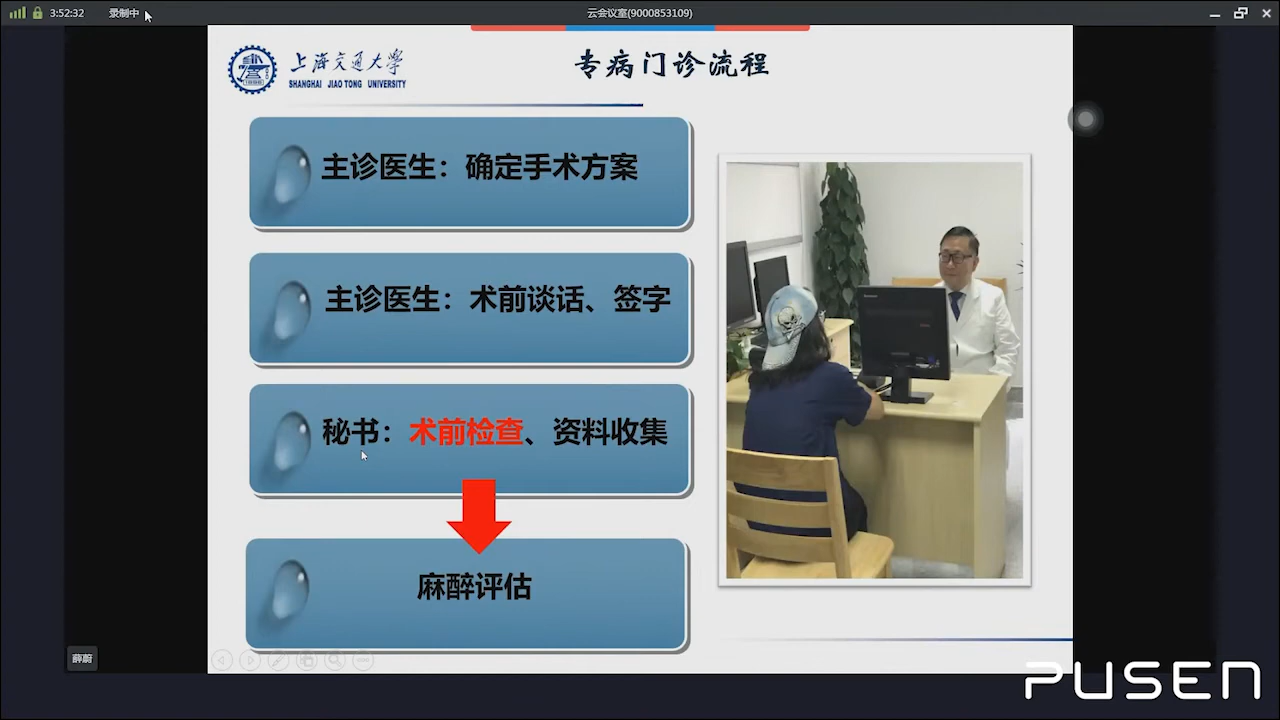 3:52:32
录制中
云会议室(9000853109)
上海交通大学
SHANGHAI JIAO TONG UNIVERSITY
专病门诊流程
主诊医生：确定手术方案
主诊医生：术前谈话、签字
秘书：术前检查、资料收集
麻醉评估
薛蔚
PUSEN